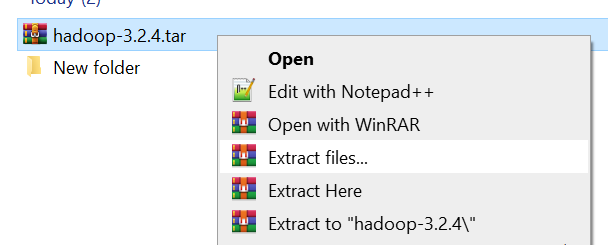 Today (2)
hadoop-3.2.4.tar
New folder
Open
Edit with Notepad++
Open with WinRAR
Extract files...
Extract Here
Extract to "hadoop-3.2.4\"